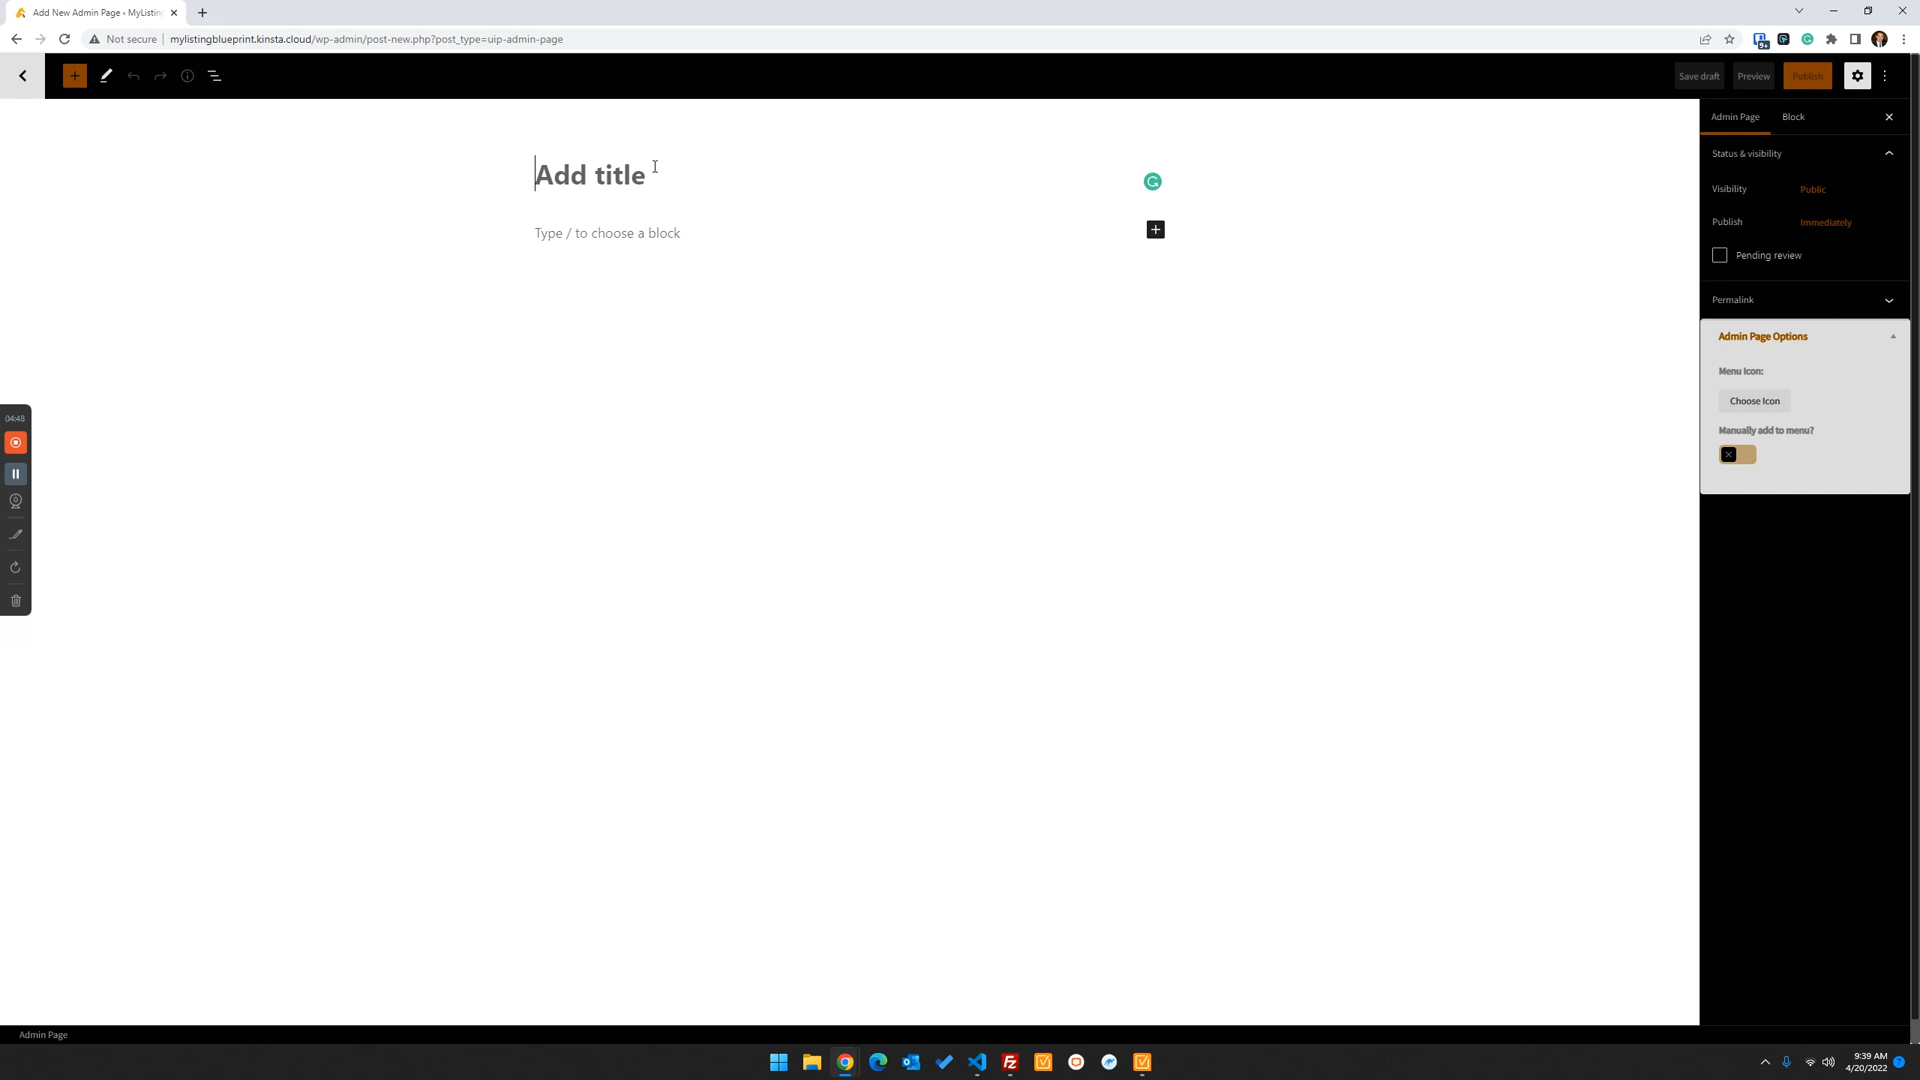 Add New Admin Page ‹ MyListing
Not secure
mylistingblueprint.kinsta.cloud/wp-admin/post-new.php?post_type=uip-admin-page
9+
Save draft
Preview
Publish
Add title
Type / to choose a block
Admin Page
Block
Status & visibility
Visibility
Public
Publish
Immediately
Pending review
Permalink
Admin Page Options
Menu Icon:
Choose Icon
Manually add to menu?
04:48
Admin Page
9:39 AM
4/20/2022
7